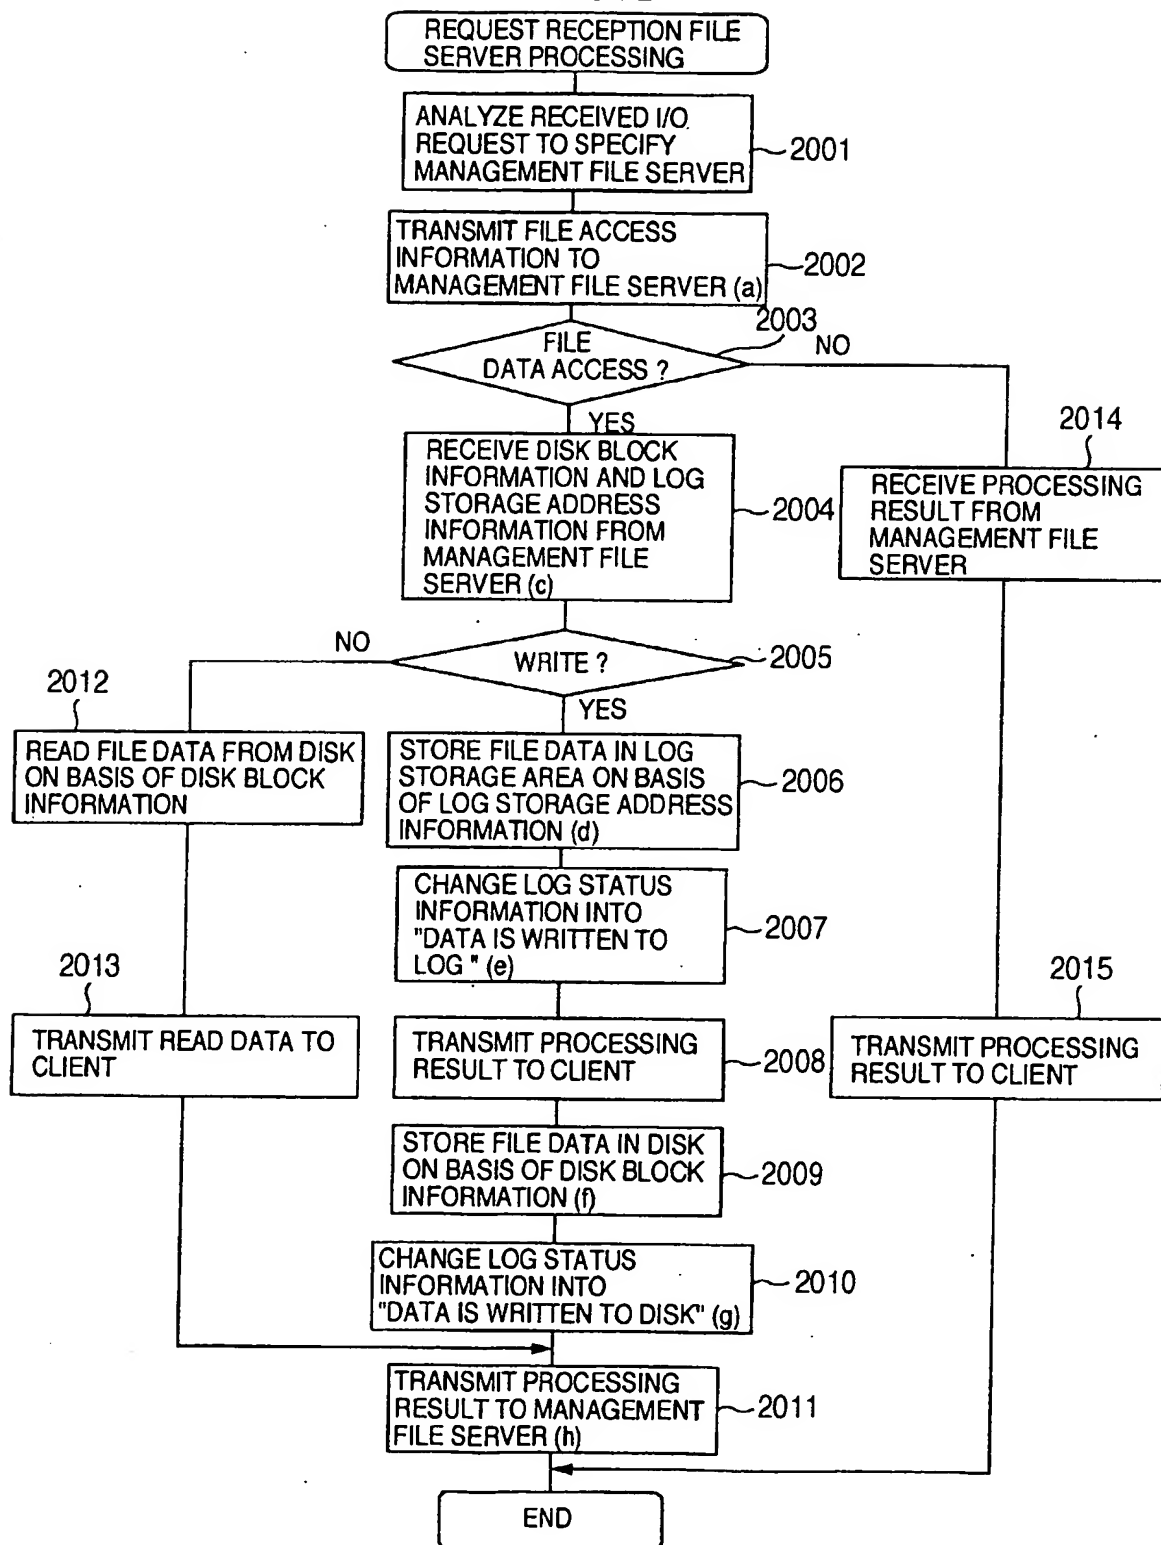 REQUEST RECEPTION FILE
SERVER PROCESSING
ANALYZE RECEIVED I/O
REQUEST TO SPECIFY
MANAGEMENT FILE SERVER
2001
TRANSMIT FILE ACCESS
INFORMATION TO
MANAGEMENT FILE SERVER (a)
2002
2003
FILE
DATA ACCESS ?
NO
YES
RECEIVE DISK BLOCK
INFORMATION AND LOG
STORAGE ADDRESS
INFORMATION FROM
MANAGEMENT FILE
SERVER (c)
2004
2014
RECEIVE PROCESSING
RESULT FROM
MANAGEMENT FILE
SERVER
NO
WRITE ?
2005
YES
2012
READ FILE DATA FROM DISK
ON BASIS OF DISK BLOCK
INFORMATION
STORE FILE DATA IN LOG
STORAGE AREA ON BASIS
OF LOG STORAGE ADDRESS
INFORMATION (d)
2006
CHANGE LOG STATUS
INFORMATION INTO
"DATA IS WRITTEN TO
LOG " (e)
2007
2013
TRANSMIT READ DATA TO
CLIENT
TRANSMIT PROCESSING
RESULT TO CLIENT
2008
2015
TRANSMIT PROCESSING
RESULT TO CLIENT
STORE FILE DATA IN DISK
ON BASIS OF DISK BLOCK
INFORMATION (f)
2009
CHANGE LOG STATUS
INFORMATION INTO
"DATA IS WRITTEN TO DISK" (g)
2010
TRANSMIT PROCESSING
RESULT TO MANAGEMENT
FILE SERVER (h)
2011
END